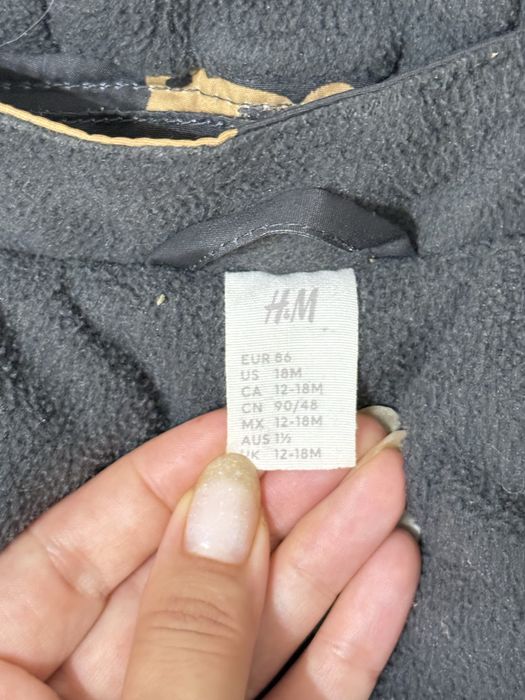 H&M
EUR 86
US 18M
CA 12-18M
CN 90/48
MX 12-18M
AUS 1½
UK 12-18M